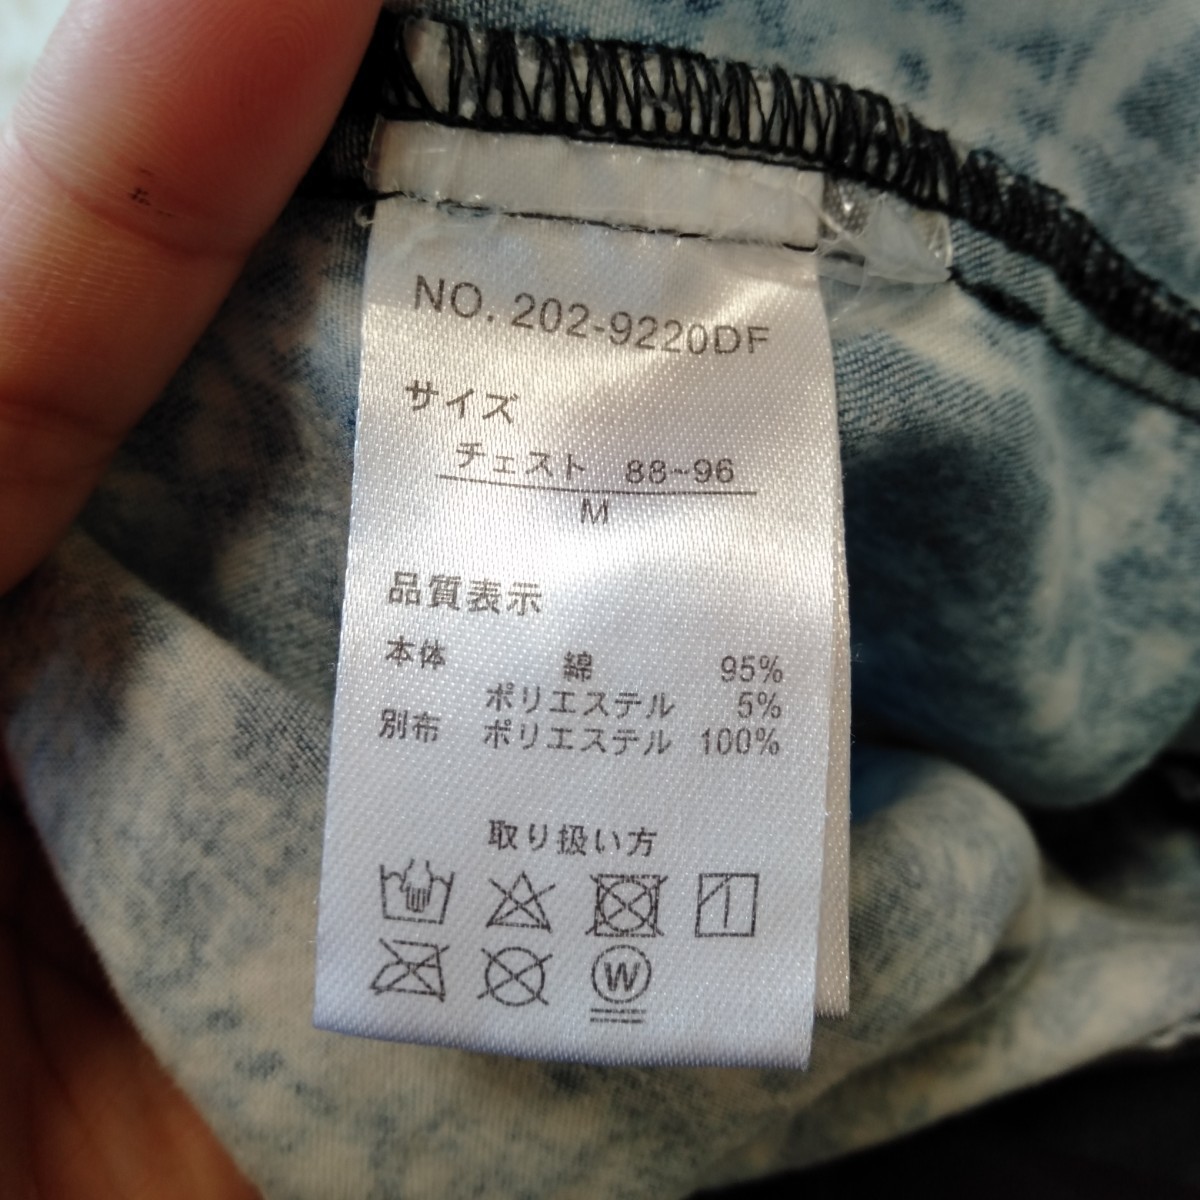 NO. 202-9220DF
サイズ
チェスト 88~96
M
品質表示
本体 綿 95%
ポリエステル 5%
別布 ポリエステル 100%
取り扱い方
W